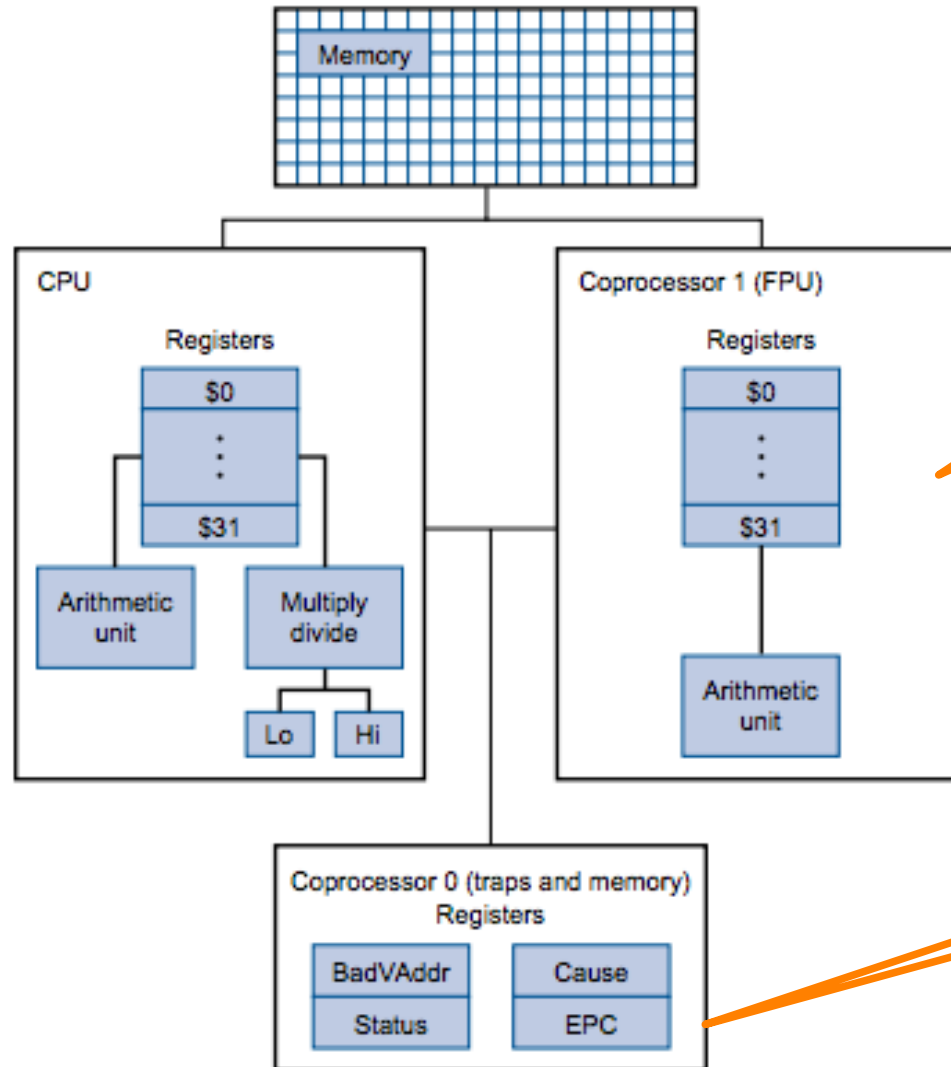 Memory
CPU
Registers
$0
$31
Arithmetic
unit
Multiply
divide
Lo
Hi
Coprocessor 1 (FPU)
Registers
$0
$31
Arithmetic
unit
Coprocessor 0 (traps and memory)
Registers
BadVAddr
Cause
Status
EPC